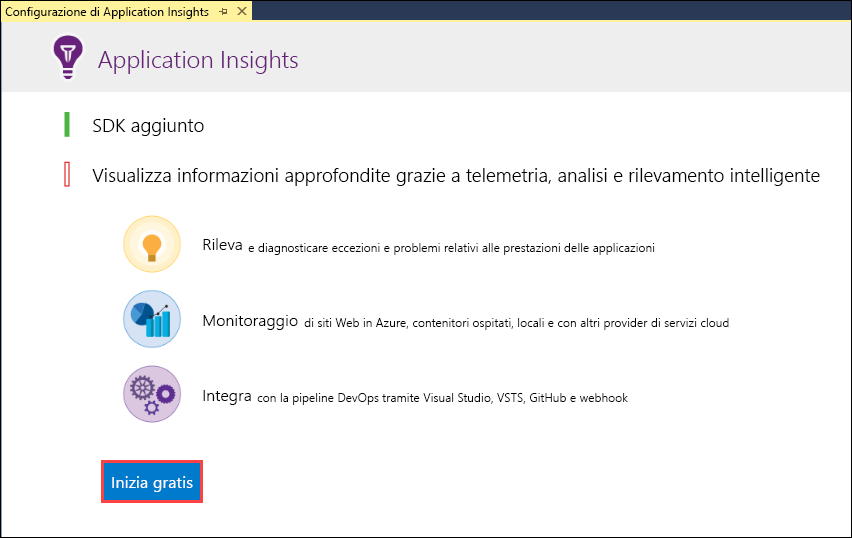 Configurazione di Application Insights
Application Insights
SDK aggiunto
Visualizza informazioni approfondite grazie a telemetria, analisi e rilevamento intelligente
Rileva e diagnosticare eccezioni e problemi relativi alle prestazioni delle applicazioni
Monitoraggio di siti Web in Azure, contenitori ospitati, locali e con altri provider di servizi cloud
Integra con la pipeline DevOps tramite Visual Studio, VSTS, GitHub e webhook
Inizia gratis